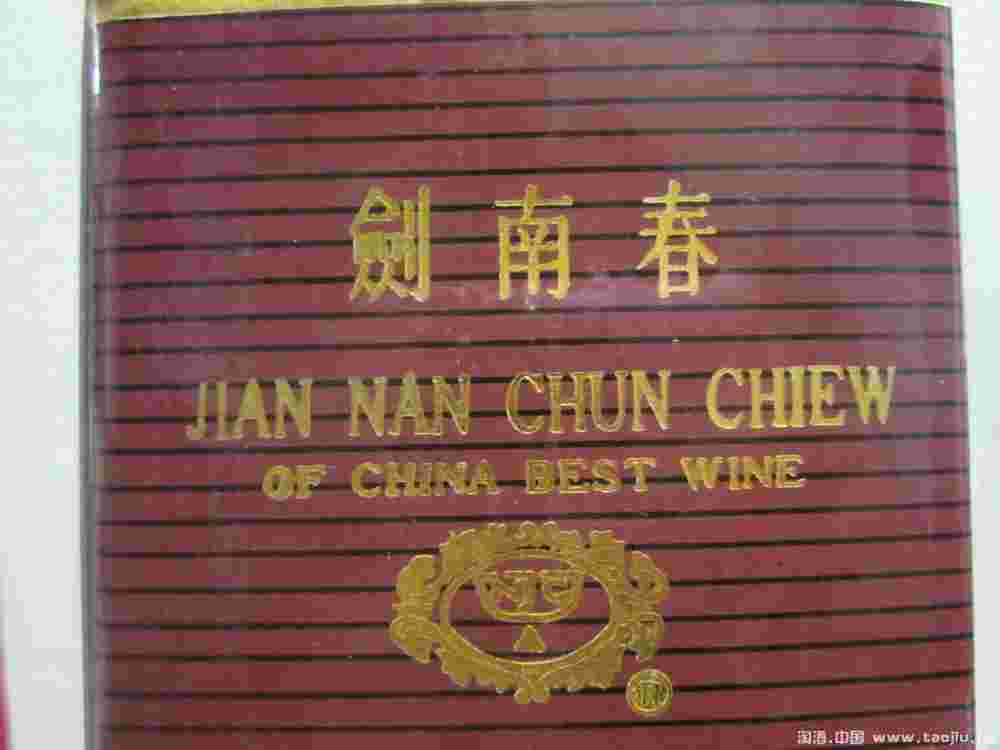 劍南春
JIAN NAN CHUN CHIEW
OF CHINA BEST WINE
淘酒.中国 www.taojiu.